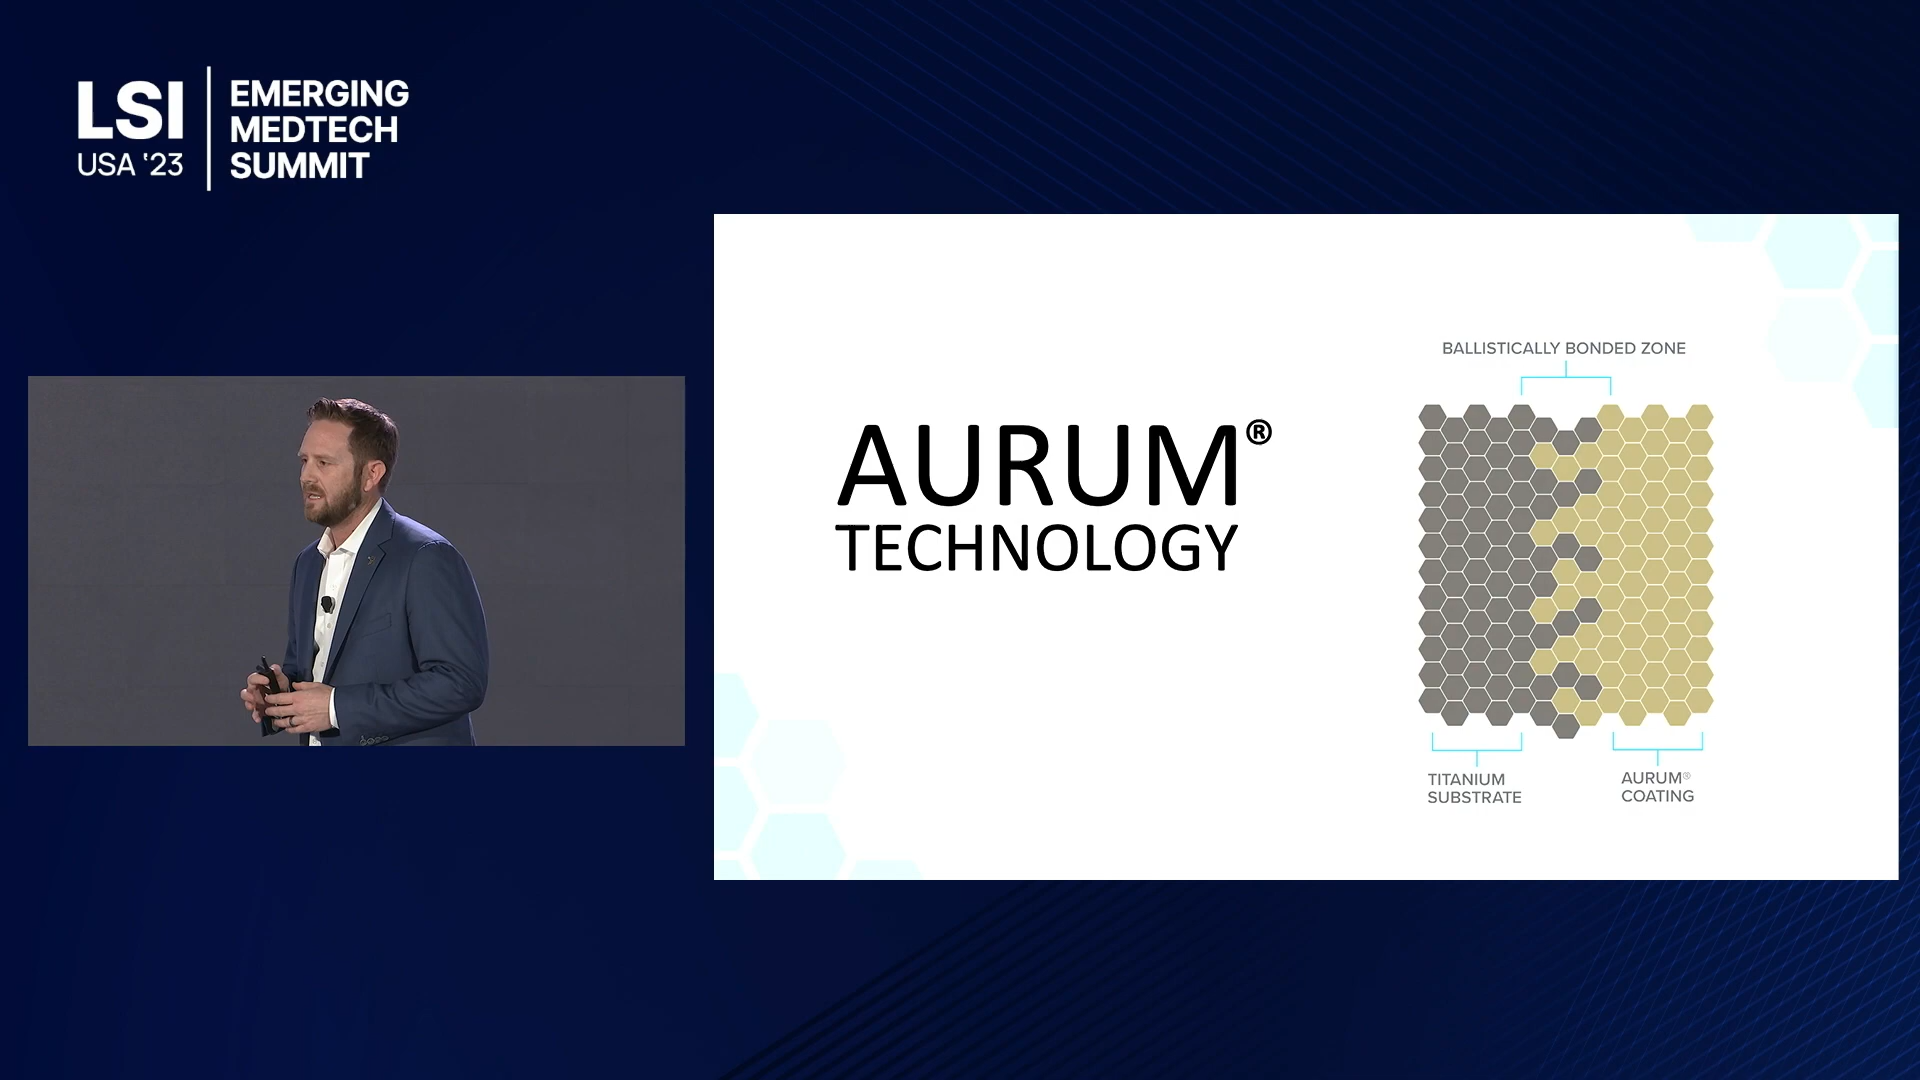 LSI
USA '23
EMERGING
MEDTECH
SUMMIT
BALLISTICALLY BONDED ZONE
AURUM®
TECHNOLOGY
TITANIUM
SUBSTRATE
AURUM®
COATING